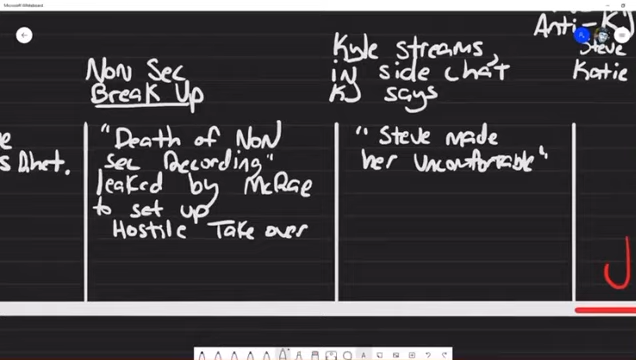 Microsoft Whiteboard
Anti-KJ
Steve
Katie
Non Sec
Break Up
Kyle streams,
in side chat
KJ says
"Death of Non
Sec Recording"
leaked by McRae
to set up
Hostile Take over
"Steve made
her uncomfortable"